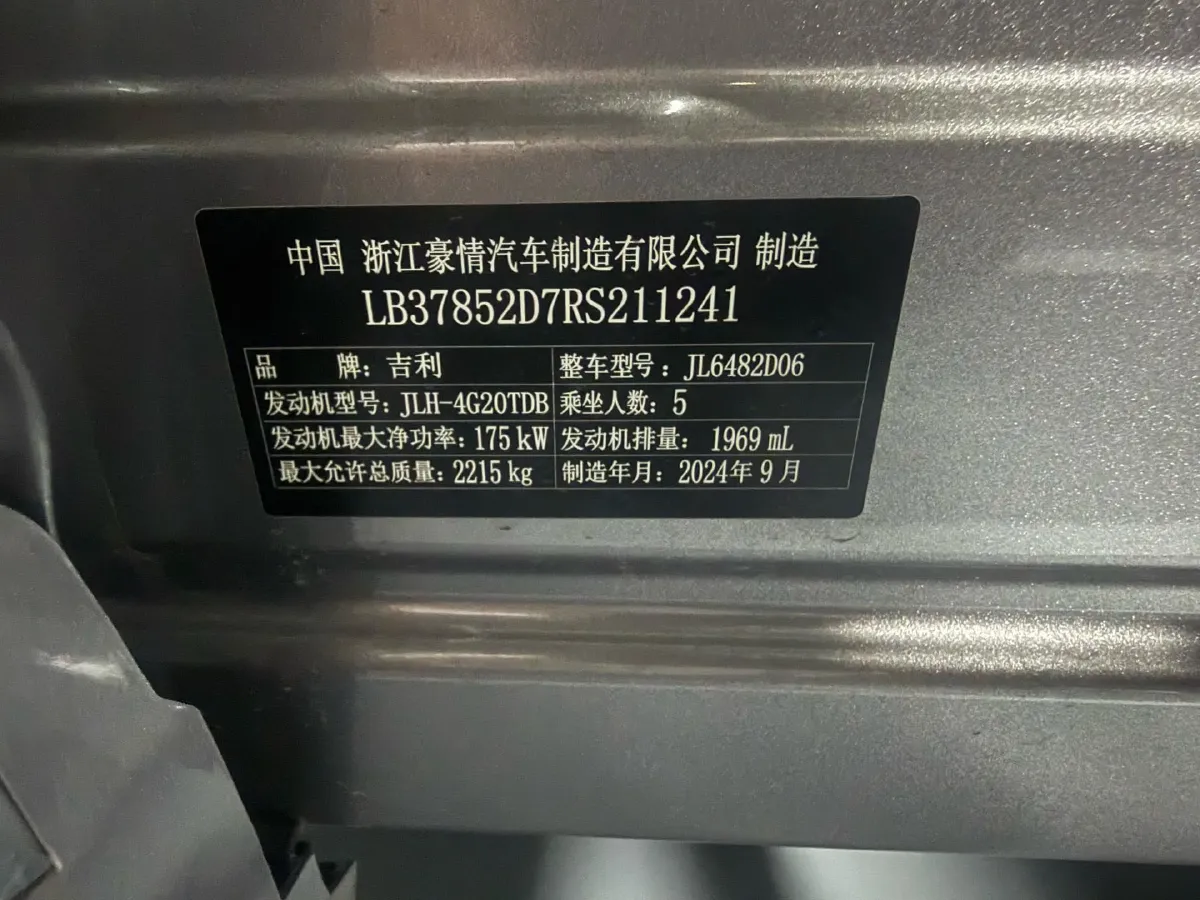 中国 浙江豪情汽车制造有限公司 制造
LB37852D7RS211241
品 牌：吉利 整车型号：JL6482D06
发动机型号：JLH-4G20TDB 乘坐人数：5
发动机最大净功率：175 kW 发动机排量：1969 mL
最大允许总质量：2215 kg 制造年月：2024年 9 月